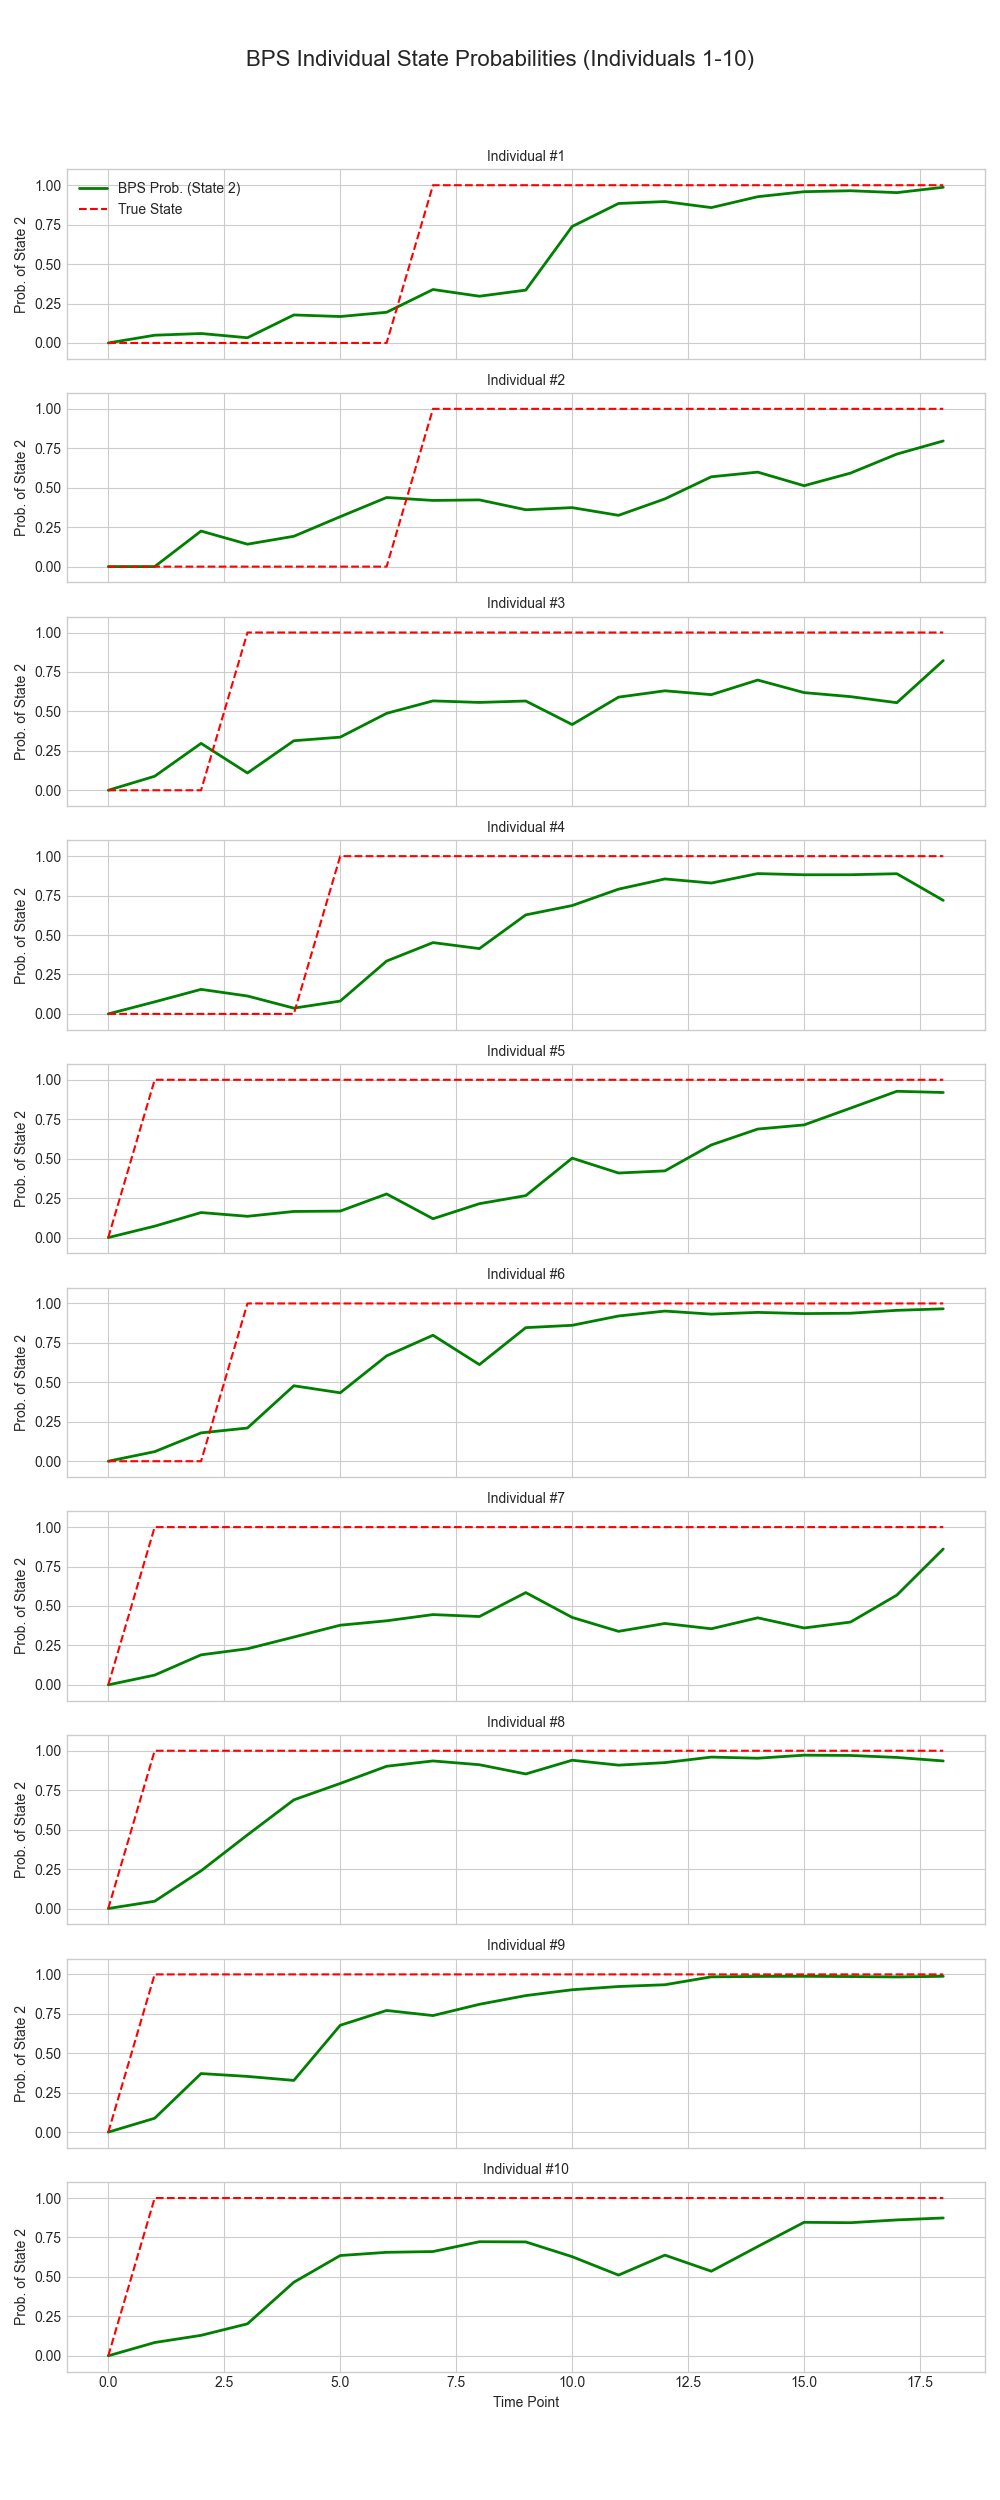 BPS Individual State Probabilities (Individuals 1-10)
Individual #1
BPS Prob. (State 2)
True State
1.00
0.75
0.50
0.25
0.00
Prob. of State 2
Individual #2
1.00
0.75
0.50
0.25
0.00
Prob. of State 2
Individual #3
1.00
0.75
0.50
0.25
0.00
Prob. of State 2
Individual #4
1.00
0.75
0.50
0.25
0.00
Prob. of State 2
Individual #5
1.00
0.75
0.50
0.25
0.00
Prob. of State 2
Individual #6
1.00
0.75
0.50
0.25
0.00
Prob. of State 2
Individual #7
1.00
0.75
0.50
0.25
0.00
Prob. of State 2
Individual #8
1.00
0.75
0.50
0.25
0.00
Prob. of State 2
Individual #9
1.00
0.75
0.50
0.25
0.00
Prob. of State 2
Individual #10
1.00
0.75
0.50
0.25
0.00
Prob. of State 2
0.0 2.5 5.0 7.5 10.0 12.5 15.0 17.5
Time Point